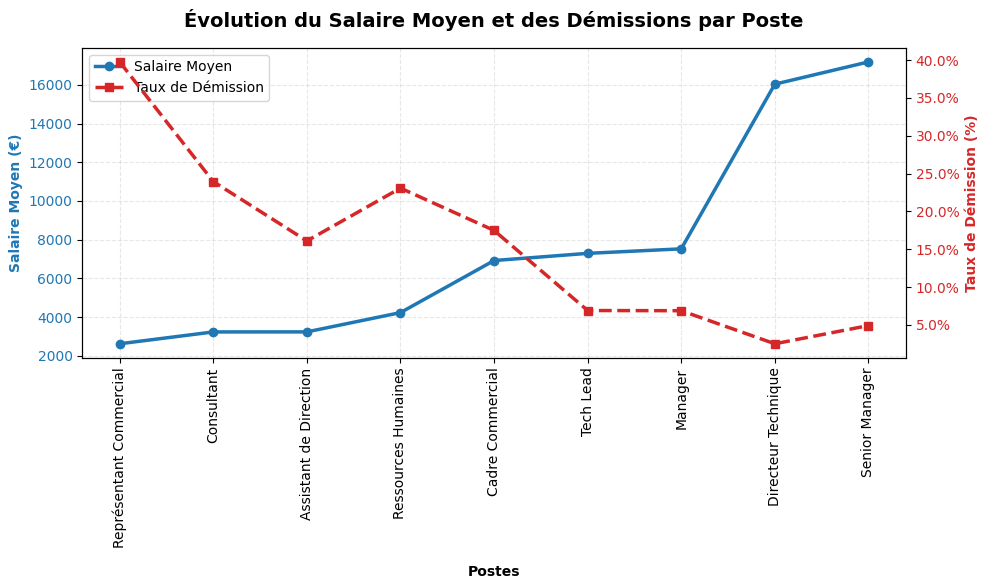 Évolution du Salaire Moyen et des Démissions par Poste
Salaire Moyen
Taux de Démission
Salaire Moyen (€)
16000
14000
12000
10000
8000
6000
4000
2000
40.0%
35.0%
30.0%
25.0%
20.0%
15.0%
10.0%
5.0%
Taux de Démission (%)
Représentant Commercial
Consultant
Assistant de Direction
Ressources Humaines
Cadre Commercial
Tech Lead
Manager
Directeur Technique
Senior Manager
Postes